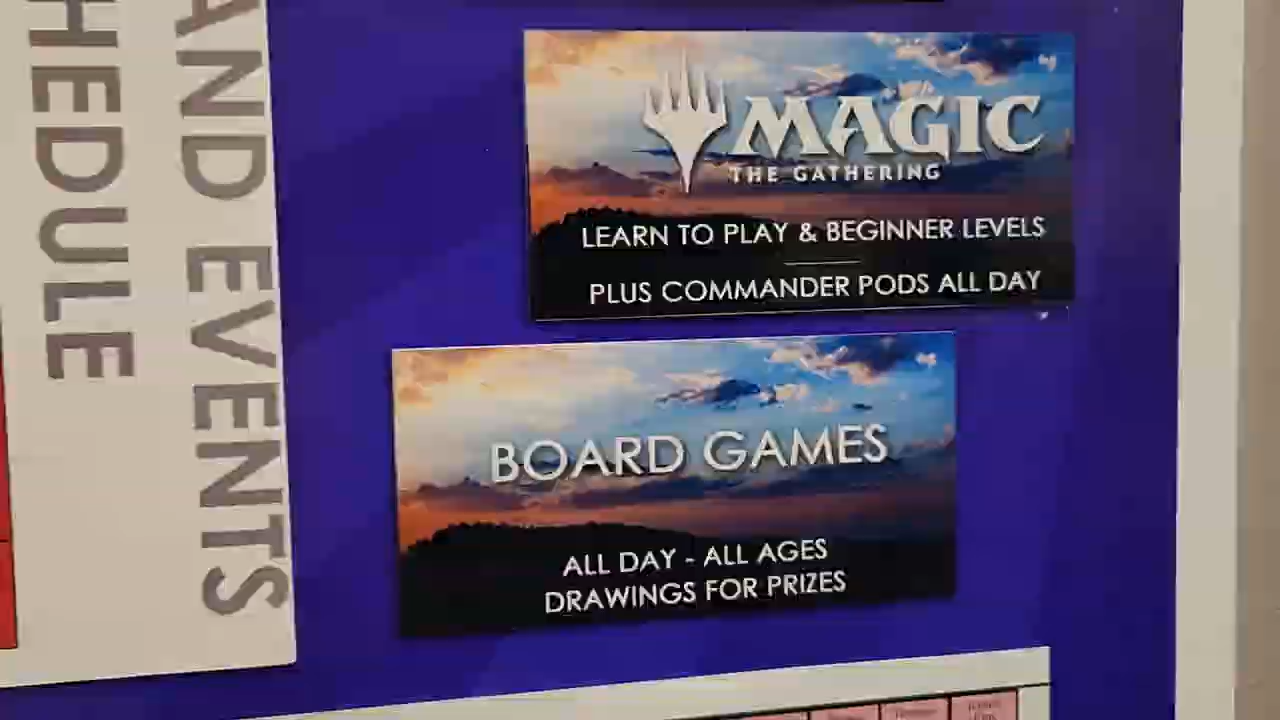 AND EVENTS
HEDULE
MAGIC
THE GATHERING
LEARN TO PLAY & BEGINNER LEVELS
PLUS COMMANDER PODS ALL DAY
BOARD GAMES
ALL DAY - ALL AGES
DRAWINGS FOR PRIZES